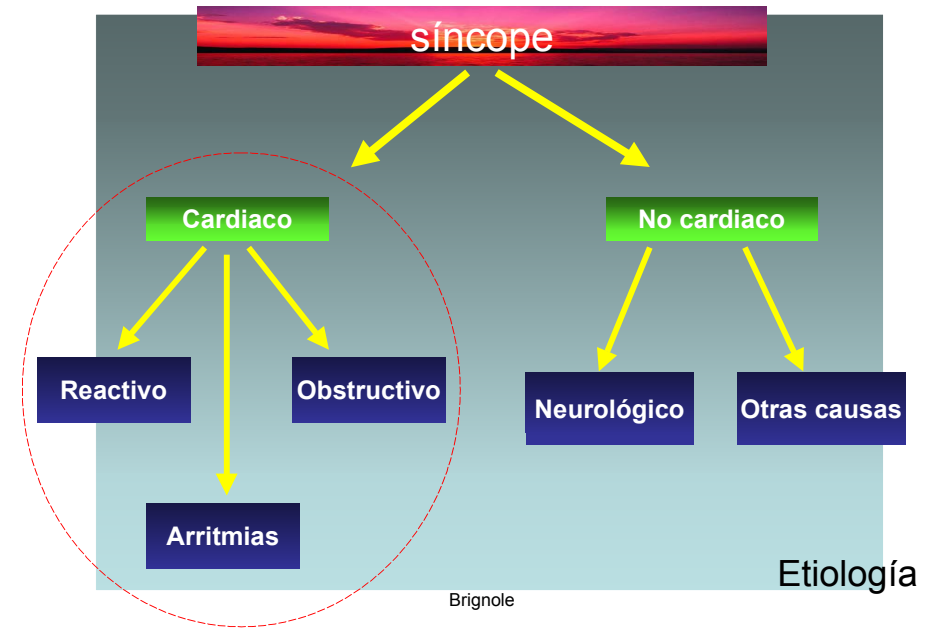 síncope
Cardiaco
No cardiaco
Reactivo
Obstructivo
Neurológico
Otras causas
Arritmias
Etiología
Brignole